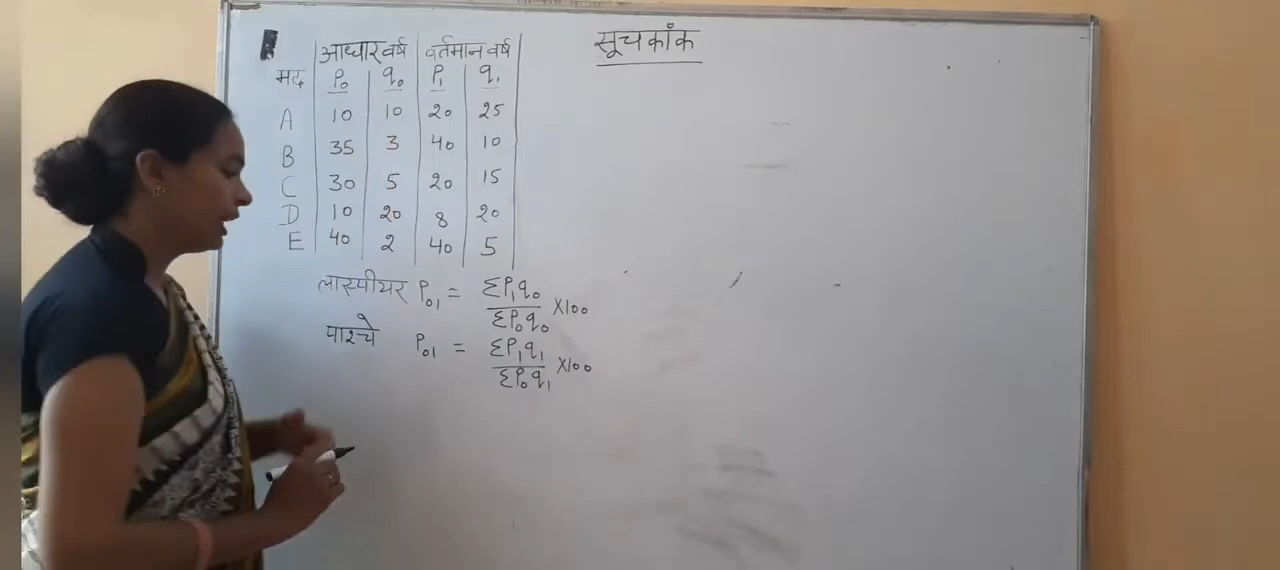 सूचकाँक
आधार वर्ष वर्तमान वर्ष
मद P₀ q₀ P₁ q₁
A 10 10 20 25
B 35 3 40 10
C 30 5 20 15
D 10 20 8 20
E 40 2 40 5
लास्पीयर P₀₁ = ΣP₁q₀ / ΣP₀q₀ ×100
पाश्चे P₀₁ = ΣP₁q₁ / ΣP₀q₁ ×100